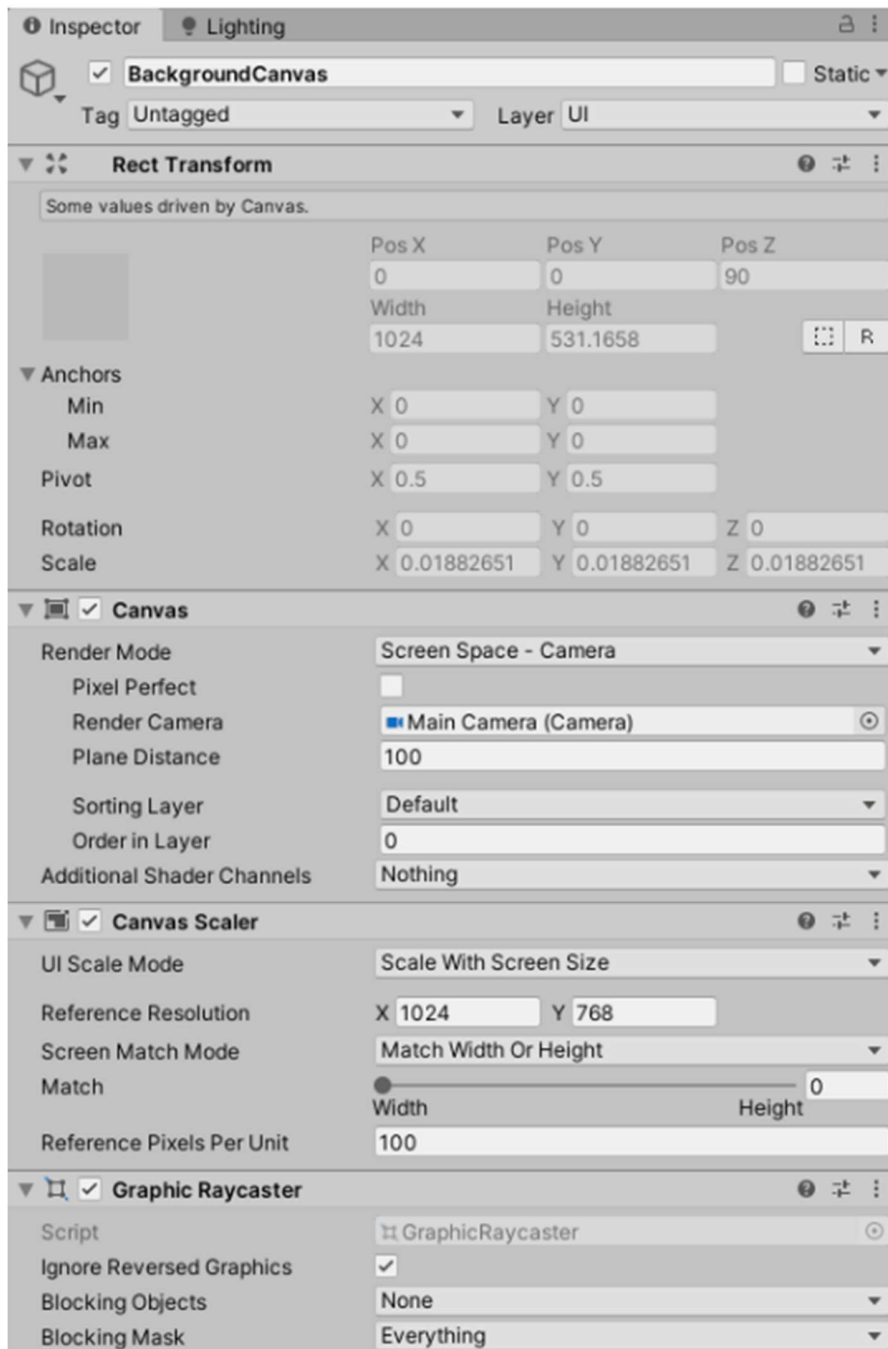 Inspector Lighting
BackgroundCanvas Static
Tag Untagged Layer UI
Rect Transform
Some values driven by Canvas.
Pos X Pos Y Pos Z
0 0 90
Width Height
1024 531.1658
R
Anchors
Min X 0 Y 0
Max X 0 Y 0
Pivot X 0.5 Y 0.5
Rotation X 0 Y 0 Z 0
Scale X 0.01882651 Y 0.01882651 Z 0.01882651
Canvas
Render Mode Screen Space - Camera
Pixel Perfect
Render Camera Main Camera (Camera)
Plane Distance 100
Sorting Layer Default
Order in Layer 0
Additional Shader Channels Nothing
Canvas Scaler
UI Scale Mode Scale With Screen Size
Reference Resolution X 1024 Y 768
Screen Match Mode Match Width Or Height
Match 0
Width Height
Reference Pixels Per Unit 100
Graphic Raycaster
Script GraphicRaycaster
Ignore Reversed Graphics
Blocking Objects None
Blocking Mask Everything